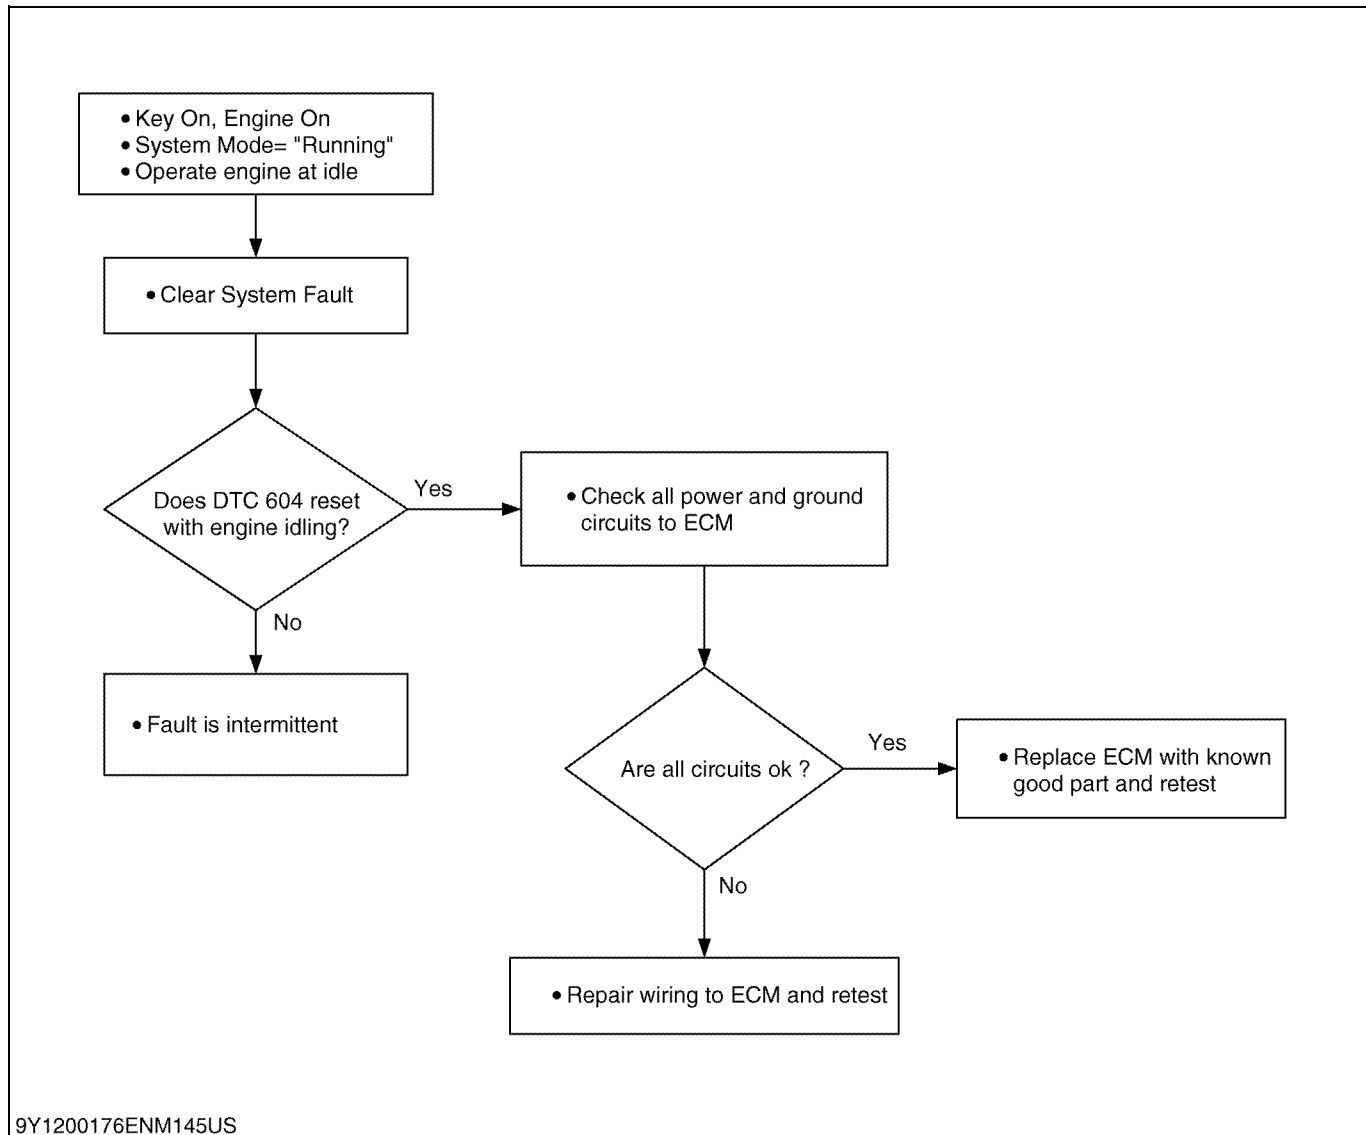 • Key On, Engine On
• System Mode= "Running"
• Operate engine at idle
• Clear System Fault
Does DTC 604 reset
with engine idling?
Yes
• Check all power and ground
circuits to ECM
No
• Fault is intermittent
Are all circuits ok ?
Yes
• Replace ECM with known
good part and retest
No
• Repair wiring to ECM and retest
9Y1200176ENM145US